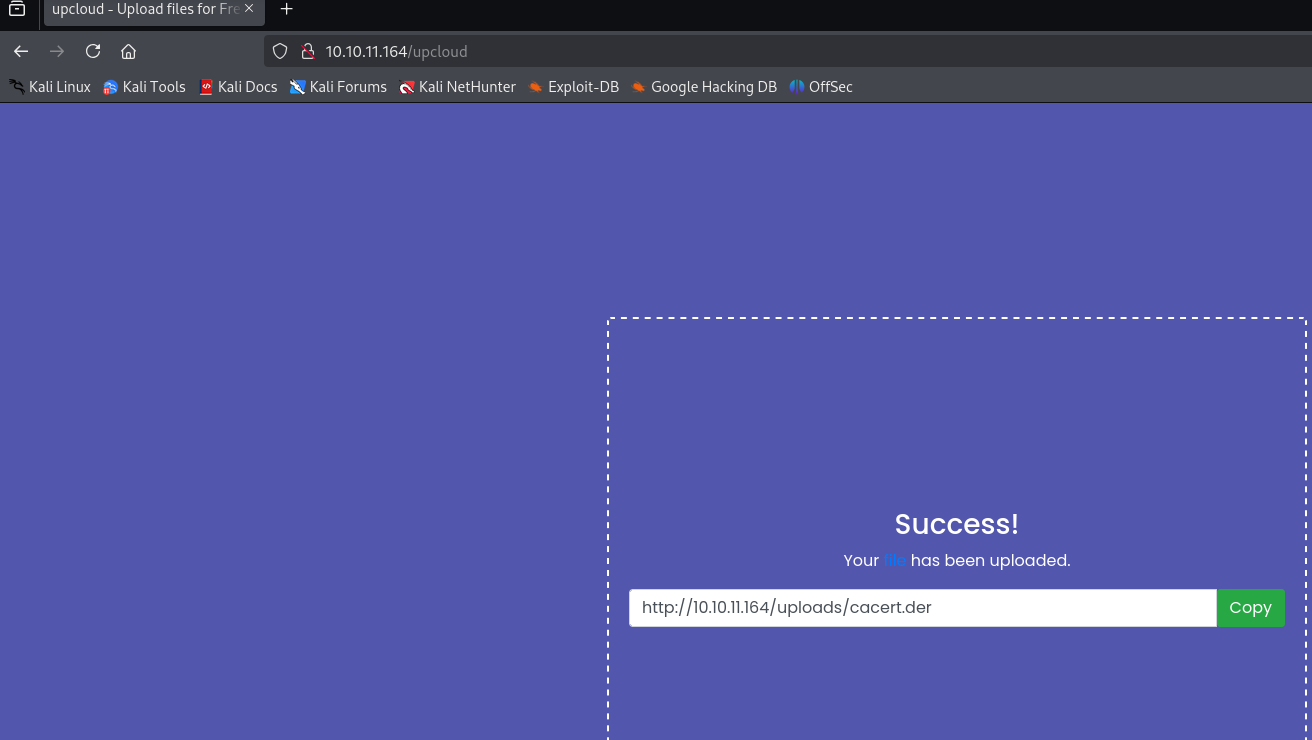 upcloud - Upload files for Fre
10.10.11.164/upcloud
Kali Linux Kali Tools Kali Docs Kali Forums Kali NetHunter Exploit-DB Google Hacking DB OffSec
Success!
Your file has been uploaded.
http://10.10.11.164/uploads/cacert.der Copy